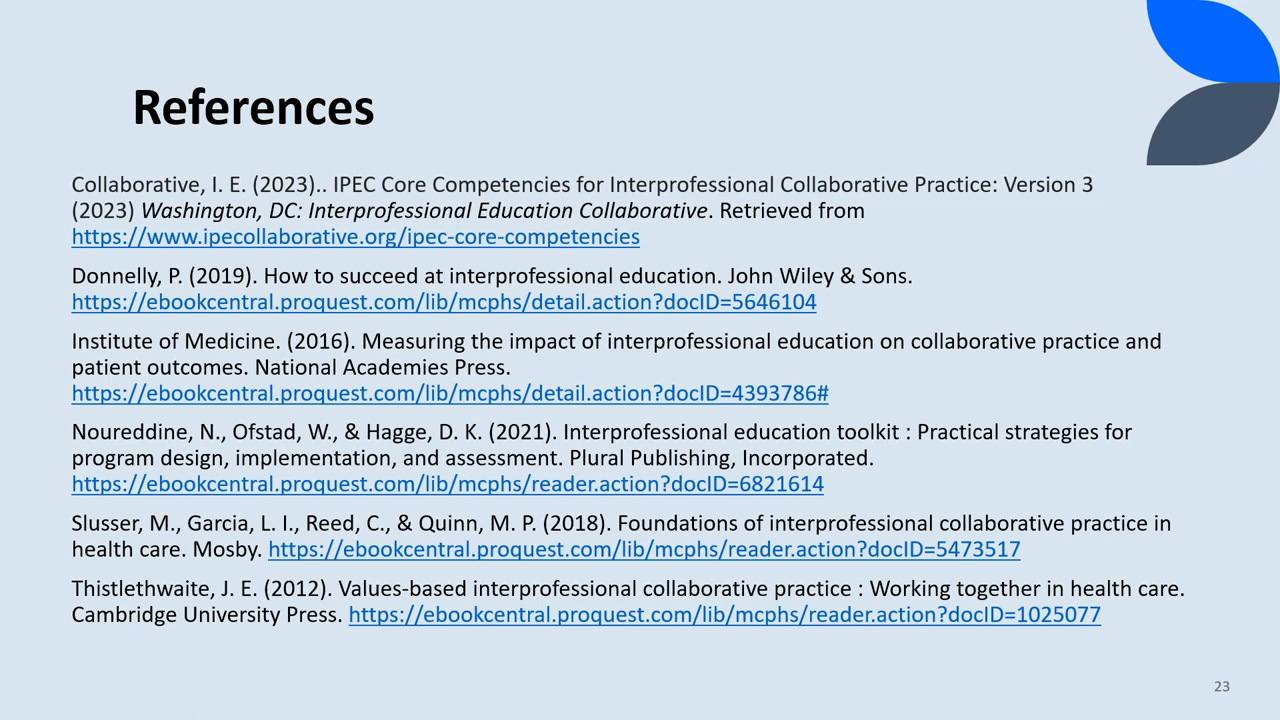 References
Collaborative, I. E. (2023).. IPEC Core Competencies for Interprofessional Collaborative Practice: Version 3
(2023) Washington, DC: Interprofessional Education Collaborative. Retrieved from
https://www.ipecollaborative.org/ipec-core-competencies
Donnelly, P. (2019). How to succeed at interprofessional education. John Wiley & Sons.
https://ebookcentral.proquest.com/lib/mcphs/detail.action?docID=5646104
Institute of Medicine. (2016). Measuring the impact of interprofessional education on collaborative practice and
patient outcomes. National Academies Press.
https://ebookcentral.proquest.com/lib/mcphs/detail.action?docID=4393786#
Noureddine, N., Ofstad, W., & Hagge, D. K. (2021). Interprofessional education toolkit : Practical strategies for
program design, implementation, and assessment. Plural Publishing, Incorporated.
https://ebookcentral.proquest.com/lib/mcphs/reader.action?docID=6821614
Slusser, M., Garcia, L. I., Reed, C., & Quinn, M. P. (2018). Foundations of interprofessional collaborative practice in
health care. Mosby. https://ebookcentral.proquest.com/lib/mcphs/reader.action?docID=5473517
Thistlethwaite, J. E. (2012). Values-based interprofessional collaborative practice : Working together in health care.
Cambridge University Press. https://ebookcentral.proquest.com/lib/mcphs/reader.action?docID=1025077
23